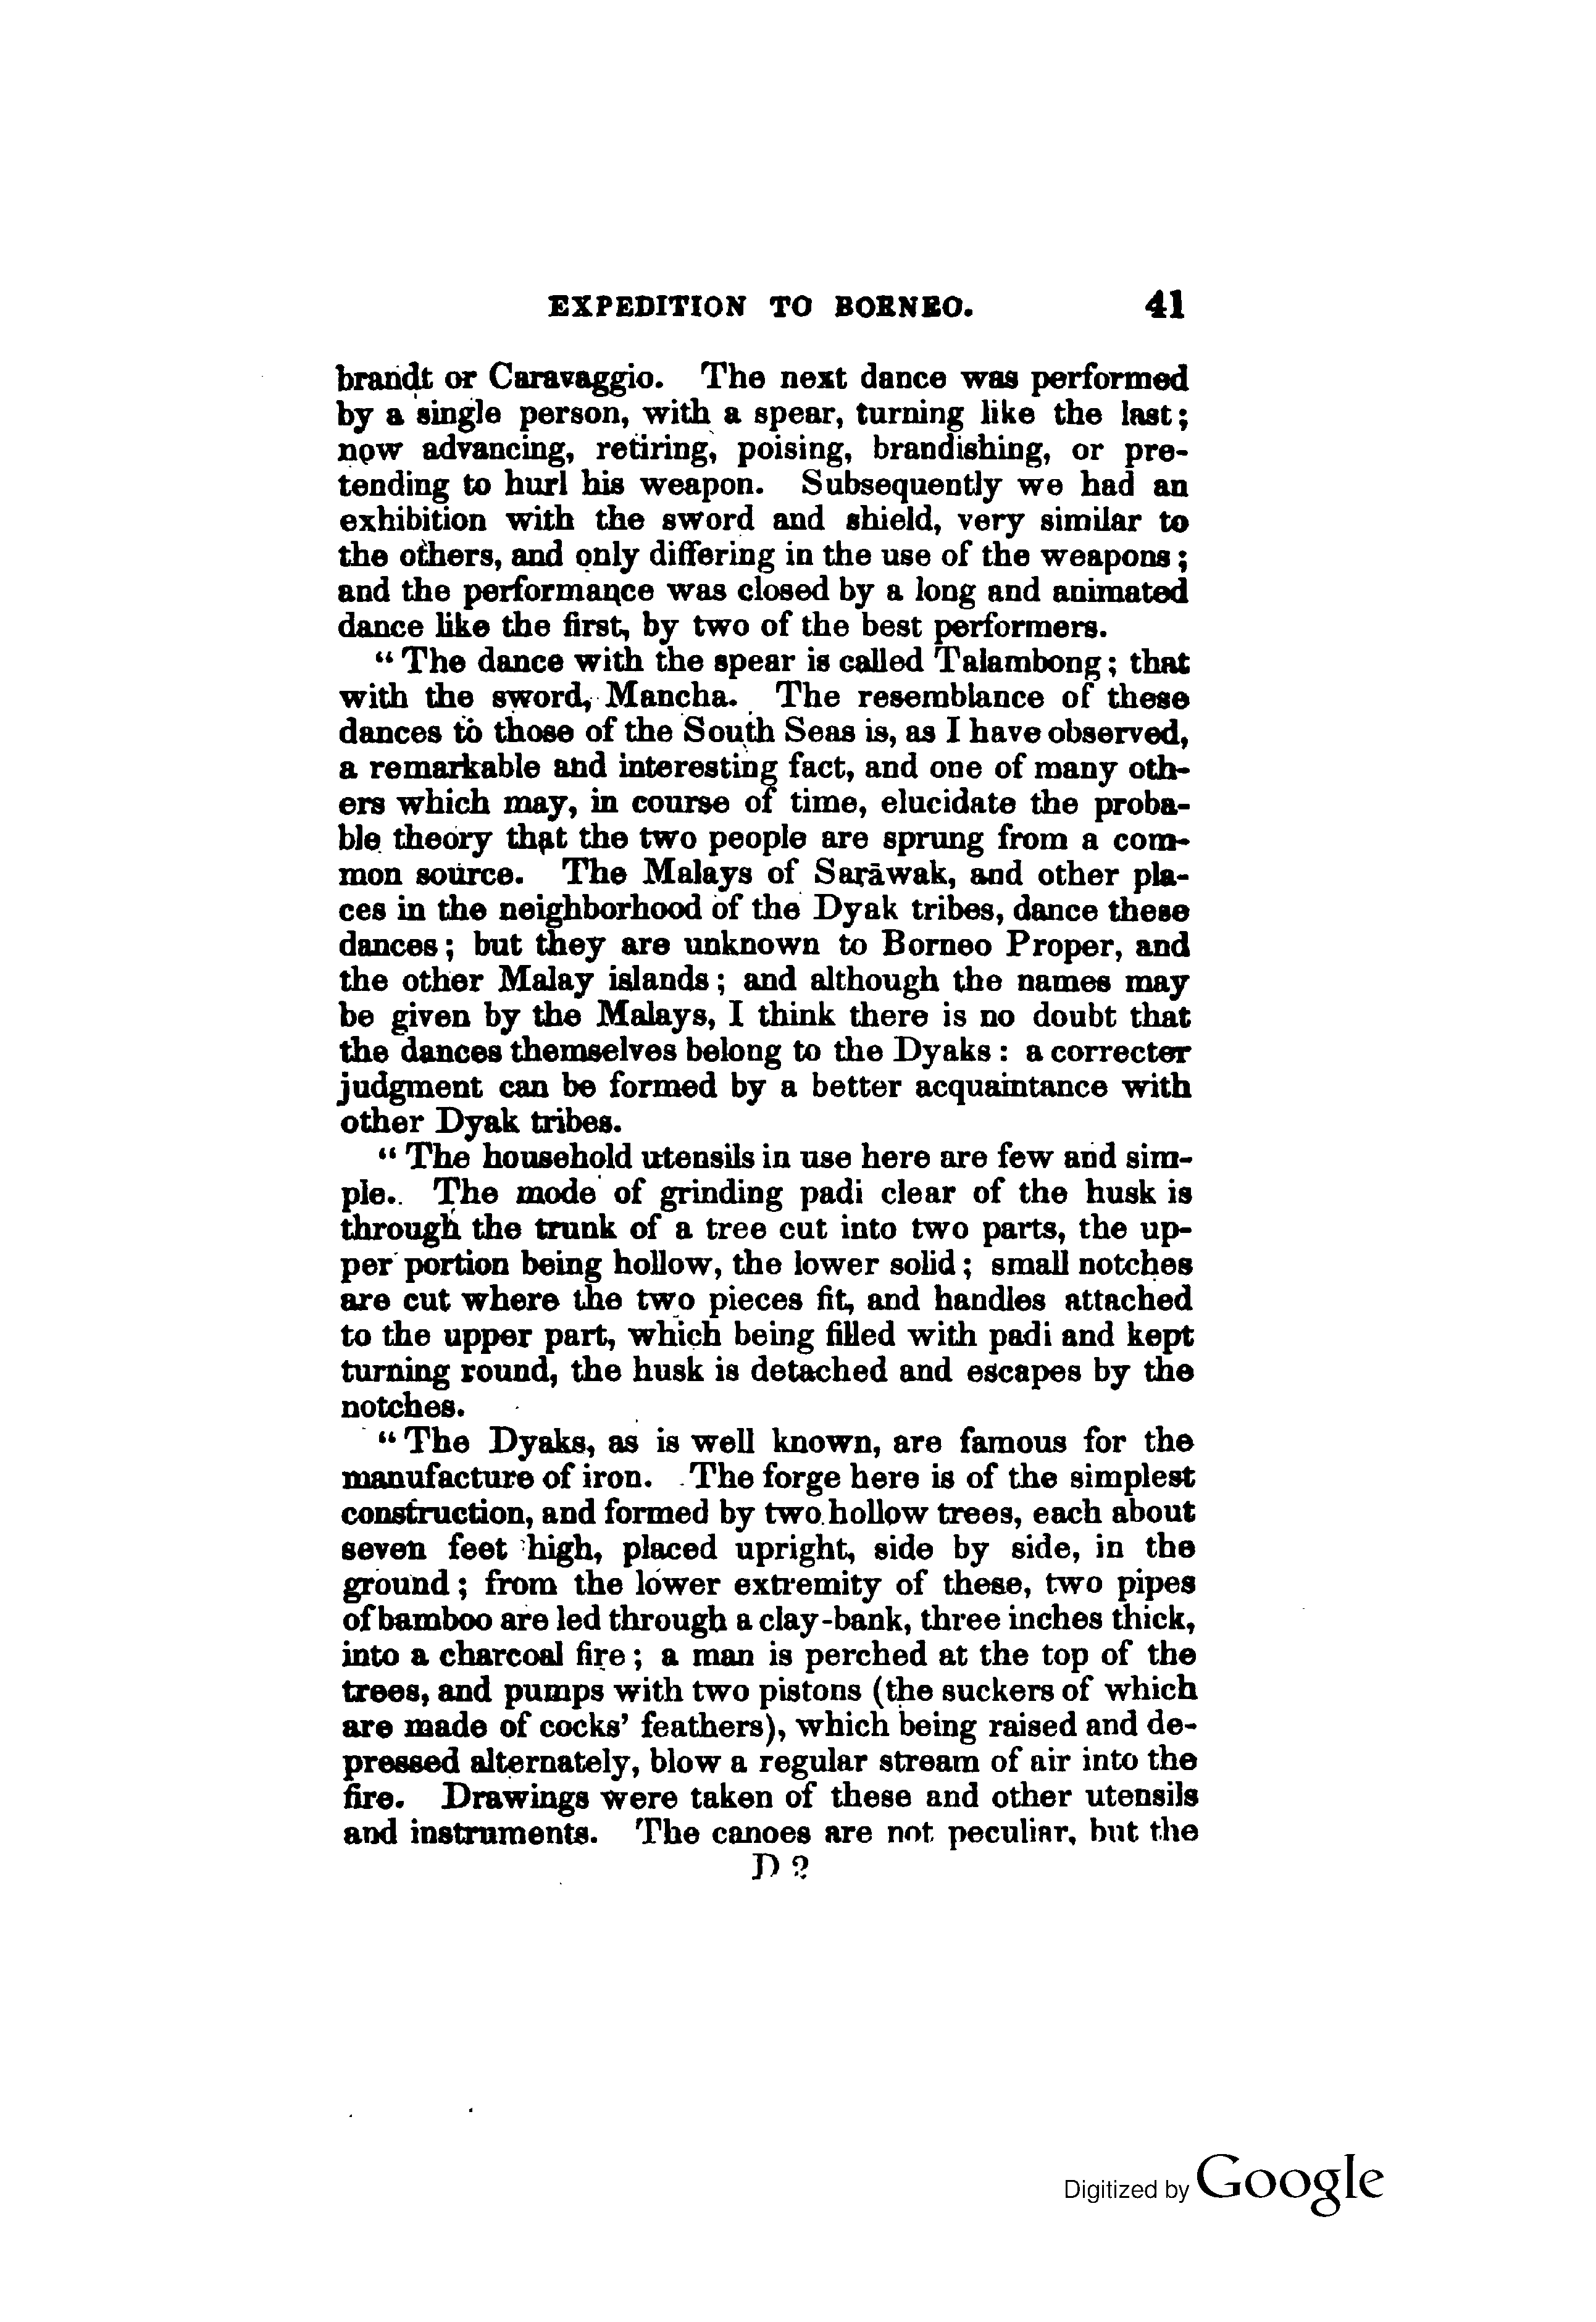 EXPEDITION TO BORNEO. 41
brandt or Caravaggio. The next dance was performed
by a single person, with a spear, turning like the last;
now advancing, retiring, poising, brandishing, or pre-
tending to hurl his weapon. Subsequently we had an
exhibition with the sword and shield, very similar to
the others, and only differing in the use of the weapons;
and the performance was closed by a long and animated
dance like the first, by two of the best performers.
“The dance with the spear is called Talambong; that
with the sword, Mancha. The resemblance of these
dances to those of the South Seas is, as I have observed,
a remarkable and interesting fact, and one of many oth-
ers which may, in course of time, elucidate the proba-
ble theory that the two people are sprung from a com-
mon source. The Malays of Sarāwak, and other pla-
ces in the neighborhood of the Dyak tribes, dance these
dances; but they are unknown to Borneo Proper, and
the other Malay islands; and although the names may
be given by the Malays, I think there is no doubt that
the dances themselves belong to the Dyaks: a correcter
judgment can be formed by a better acquaintance with
other Dyak tribes.
“The household utensils in use here are few and sim-
ple. The mode of grinding padi clear of the husk is
through the trunk of a tree cut into two parts, the up-
per portion being hollow, the lower solid; small notches
are cut where the two pieces fit, and handles attached
to the upper part, which being filled with padi and kept
turning round, the husk is detached and escapes by the
notches.
“The Dyaks, as is well known, are famous for the
manufacture of iron. The forge here is of the simplest
construction, and formed by two hollow trees, each about
seven feet high, placed upright, side by side, in the
ground; from the lower extremity of these, two pipes
of bamboo are led through a clay-bank, three inches thick,
into a charcoal fire; a man is perched at the top of the
trees, and pumps with two pistons (the suckers of which
are made of cocks’ feathers), which being raised and de-
pressed alternately, blow a regular stream of air into the
fire. Drawings were taken of these and other utensils
and instruments. The canoes are not peculiar, but the
D 2
Digitized by Google